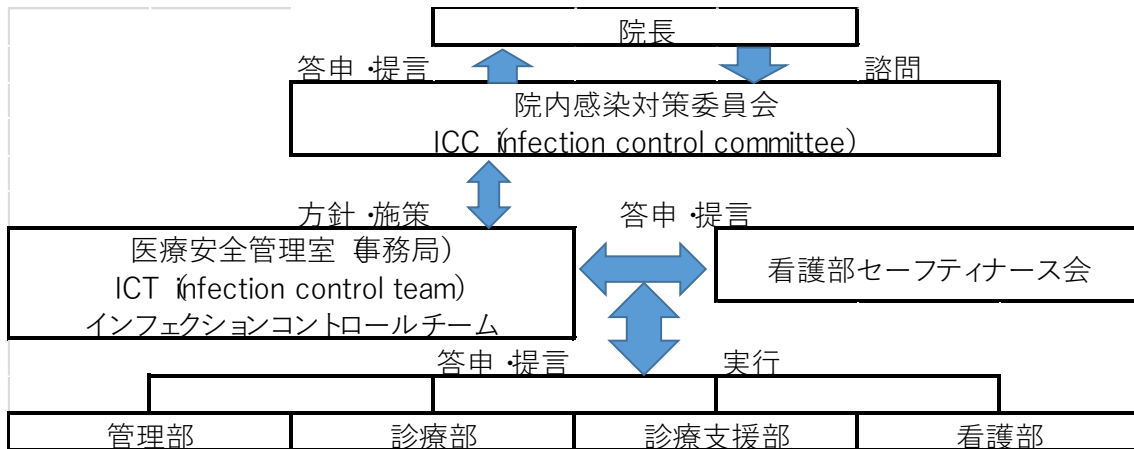 院長
答申・提言
諮問
院内感染対策委員会
ICC (infection control committee)
方針・施策
答申・提言
医療安全管理室(事務局)
ICT (infection control team)
インフェクションコントロールチーム
看護部セーフティナース会
答申・提言
実行
管理部
診療部
診療支援部
看護部